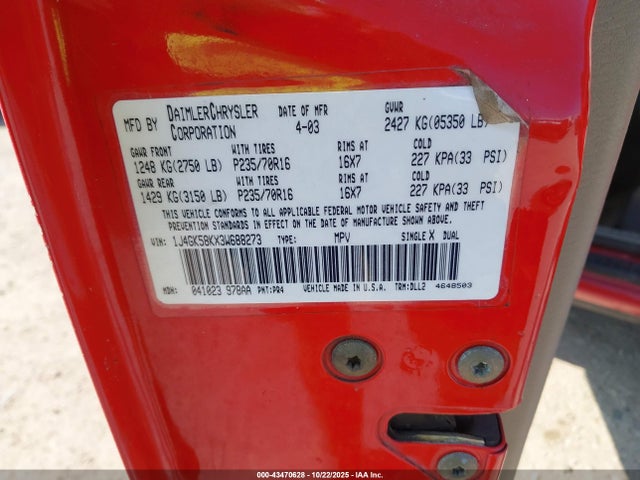 MFD BY DAIMLERCHRYSLER CORPORATION DATE OF MFR 4-03 GVWR 2427 KG(05350 LB)
GAWR FRONT WITH TIRES RIMS AT COLD
1248 KG(2750 LB) P235/70R16 16X7 227 KPA(33 PSI)
GAWR REAR WITH TIRES RIMS AT COLD
1429 KG(3150 LB) P235/70R16 16X7 227 KPA(33 PSI)
THIS VEHICLE CONFORMS TO ALL APPLICABLE FEDERAL MOTOR VEHICLE SAFETY AND THEFT
PREVENTION STANDARDS IN EFFECT ON THE DATE OF MANUFACTURE SHOWN ABOVE.
VIN: 1J4GK58KX3W688273 TYPE: MPV SINGLE X DUAL
MDH: 041023 978AA PNT:PR4 VEHICLE MADE IN U.S.A. TRM:DLL2 4648503
000-43470628 - 10/22/2025 - IAAI.COM